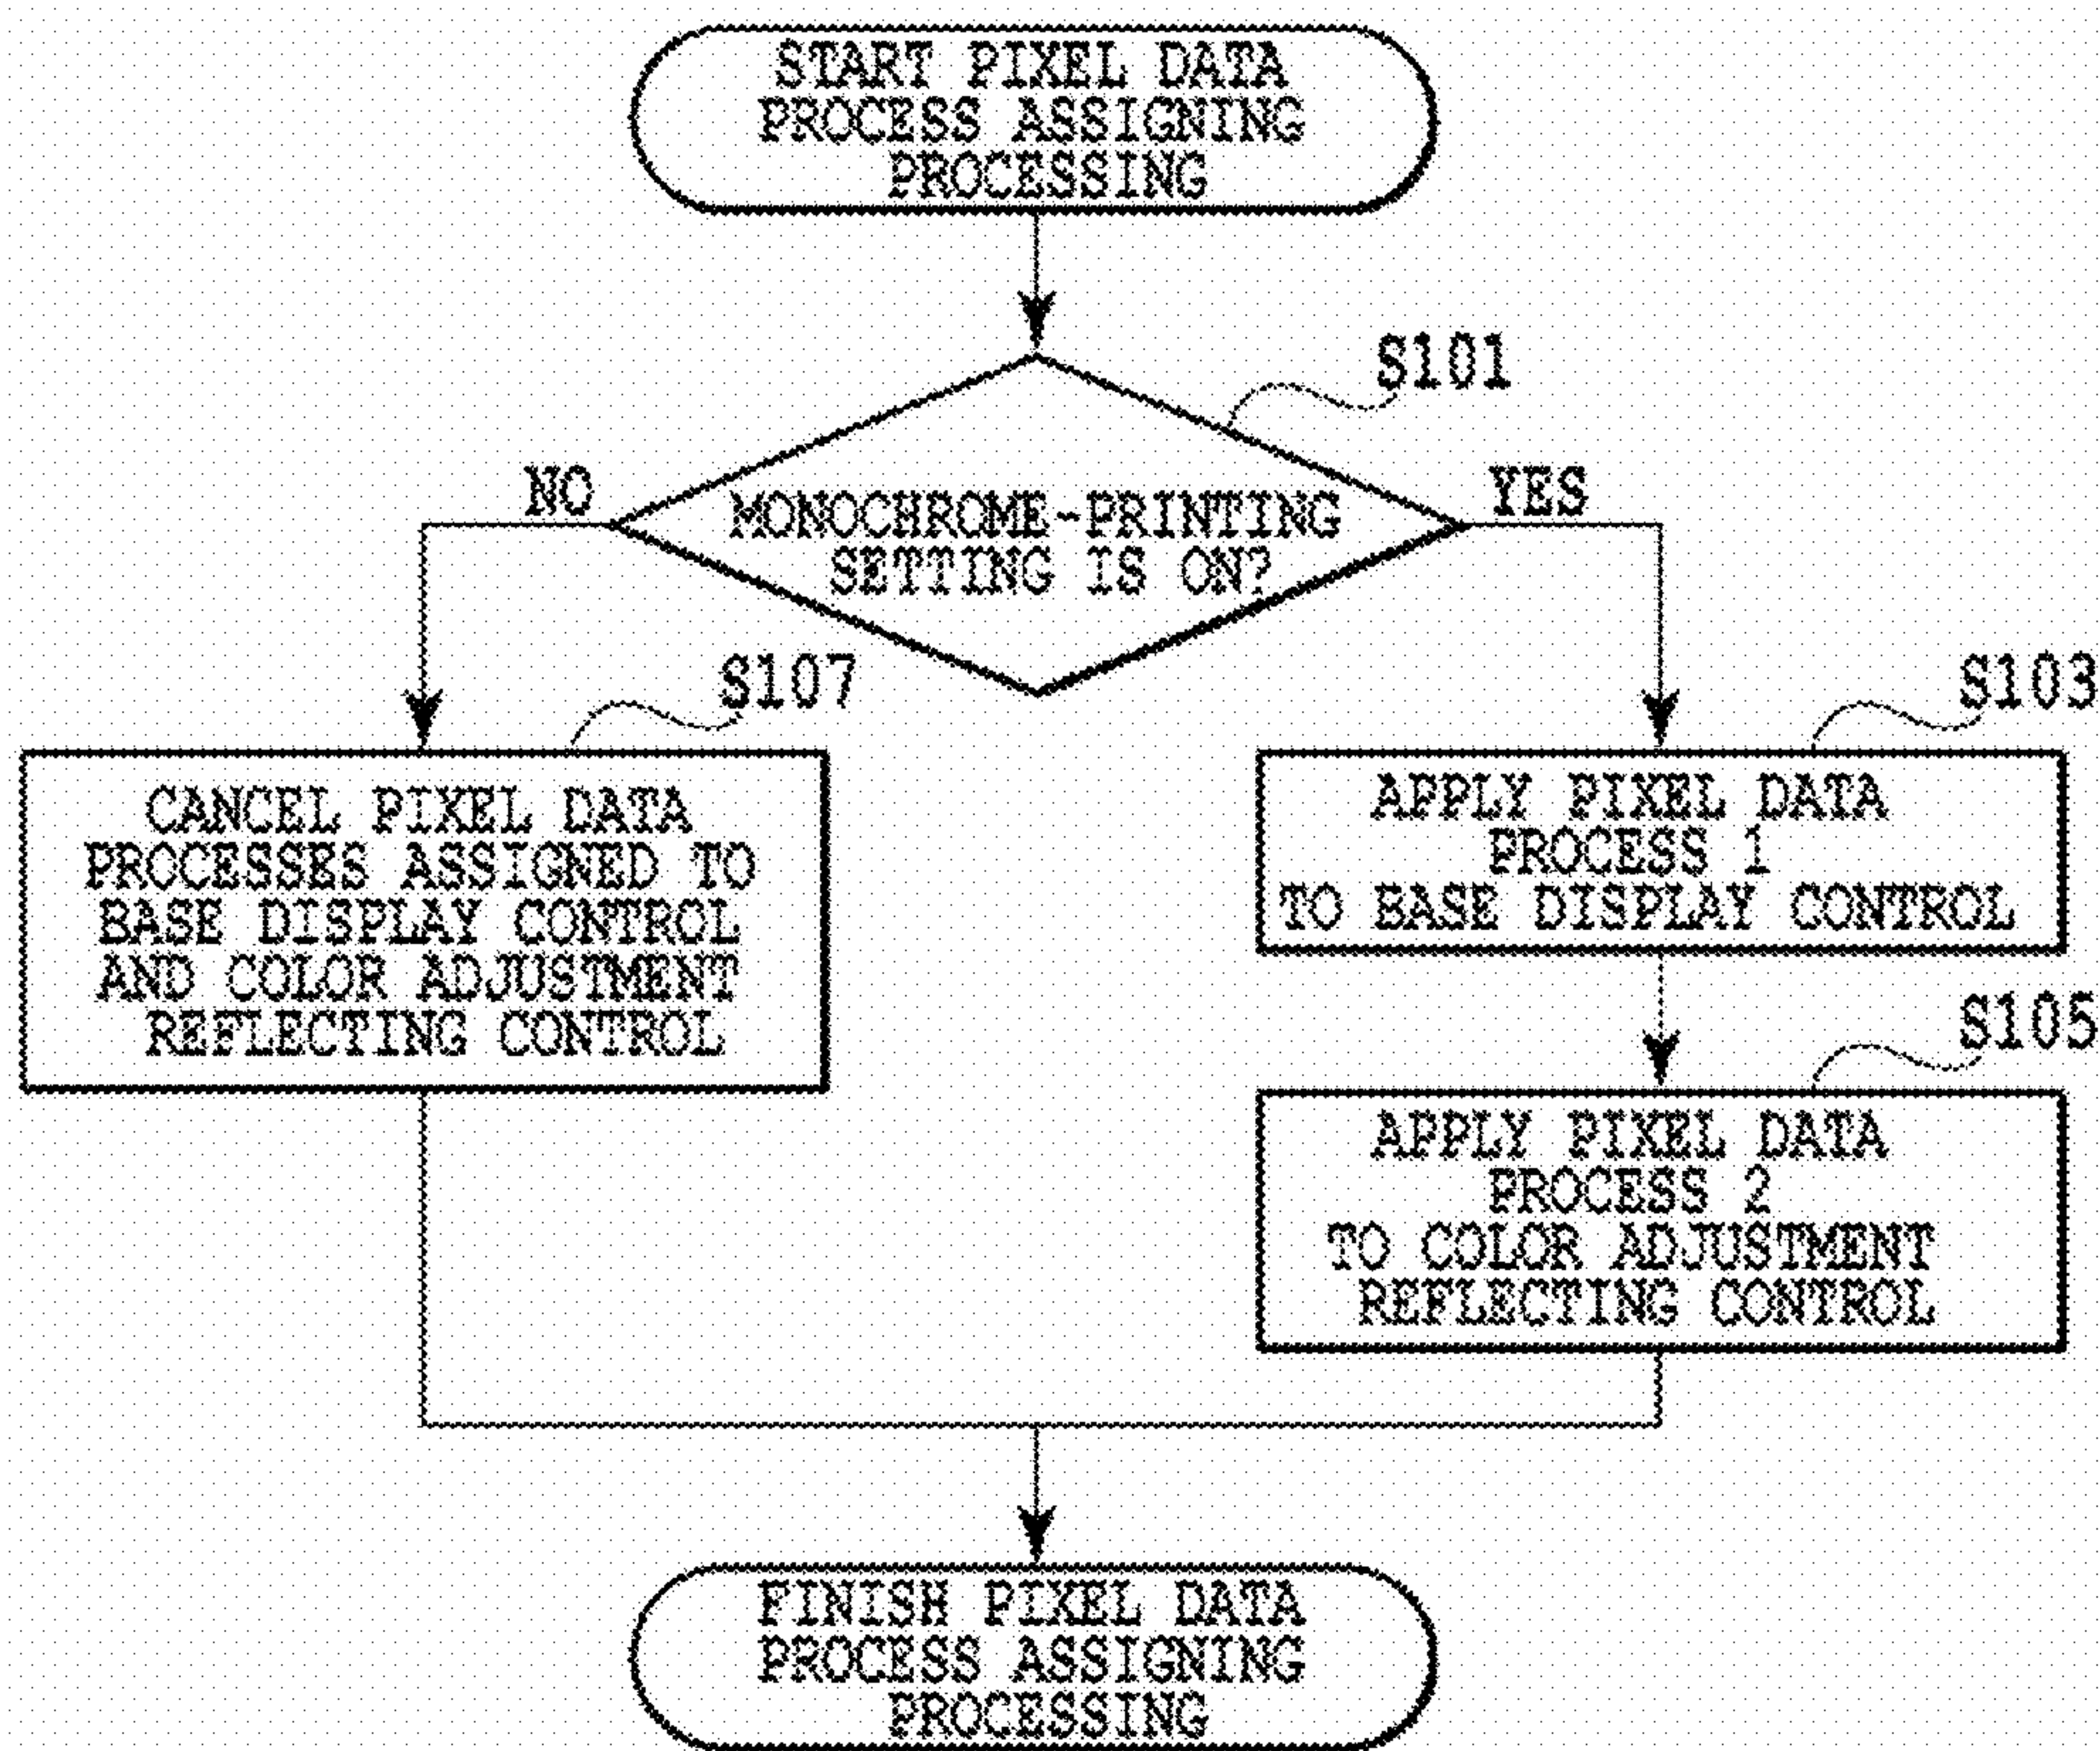 START PIXEL DATA
PROCESS ASSIGNING
PROCESSING
S101
NO
YES
MONOCHROME-PRINTING
SETTING IS ON?
S107
S103
CANCEL PIXEL DATA
PROCESSES ASSIGNED TO
BASE DISPLAY CONTROL
AND COLOR ADJUSTMENT
REFLECTING CONTROL
APPLY PIXEL DATA
PROCESS 1
TO BASE DISPLAY CONTROL
S105
APPLY PIXEL DATA
PROCESS 2
TO COLOR ADJUSTMENT
REFLECTING CONTROL
FINISH PIXEL DATA
PROCESS ASSIGNING
PROCESSING